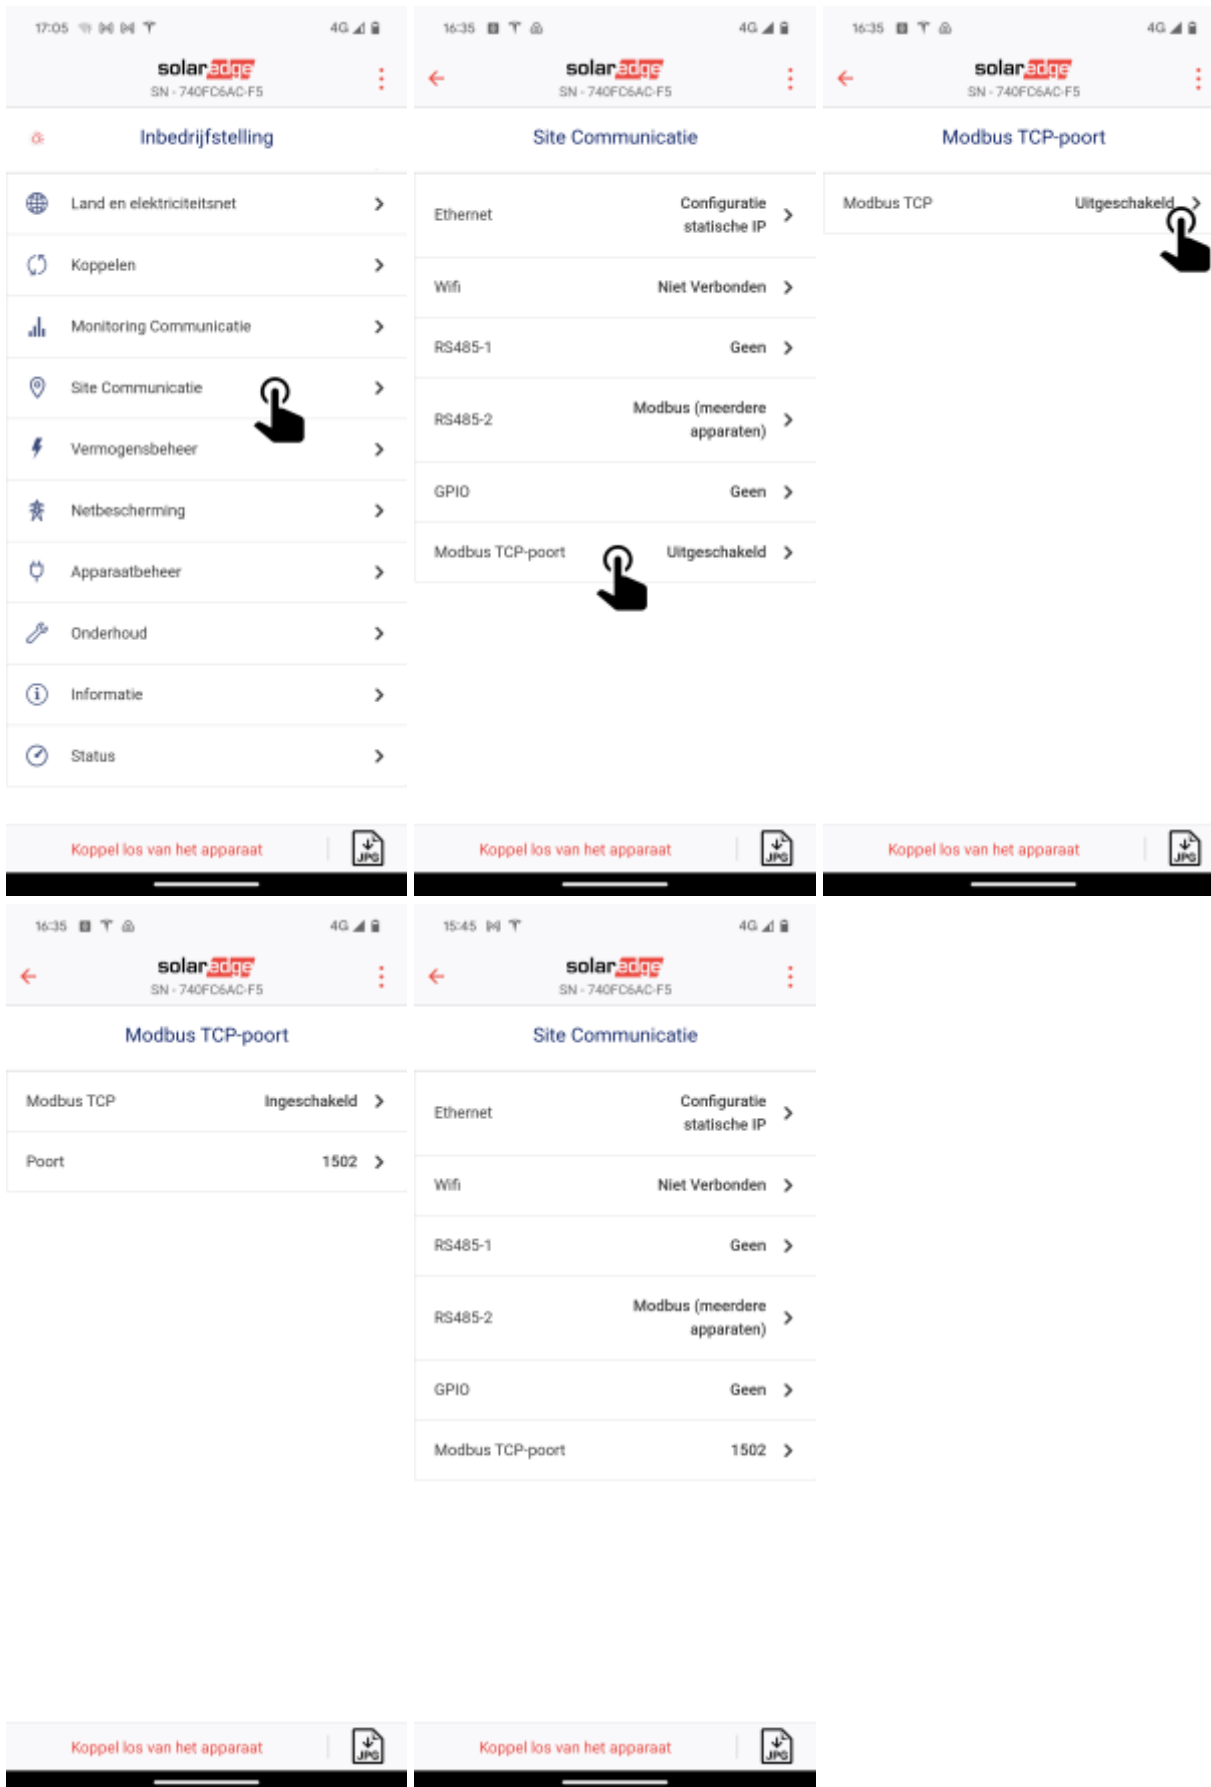 17:05
4G
solaredge
SN - 740FC6AC-F5
Inbedrijfstelling
Land en elektriciteitsnet
Koppelen
Monitoring Communicatie
Site Communicatie
Vermogensbeheer
Netbescherming
Apparaatbeheer
Onderhoud
Informatie
Status
Koppel los van het apparaat
JPG
16:35
4G
solaredge
SN - 740FC6AC-F5
Site Communicatie
Ethernet
Configuratie
statische IP
Wifi
Niet Verbonden
RS485-1
Geen
RS485-2
Modbus (meerdere
apparaten)
GPIO
Geen
Modbus TCP-poort
Uitgeschakeld
Koppel los van het apparaat
JPG
16:35
4G
solaredge
SN - 740FC6AC-F5
Modbus TCP-poort
Modbus TCP
Uitgeschakeld
Koppel los van het apparaat
JPG
16:35
4G
solaredge
SN - 740FC6AC-F5
Modbus TCP-poort
Modbus TCP
Ingeschakeld
Poort
1502
Koppel los van het apparaat
JPG
15:45
4G
solaredge
SN - 740FC6AC-F5
Site Communicatie
Ethernet
Configuratie
statische IP
Wifi
Niet Verbonden
RS485-1
Geen
RS485-2
Modbus (meerdere
apparaten)
GPIO
Geen
Modbus TCP-poort
1502
Koppel los van het apparaat
JPG